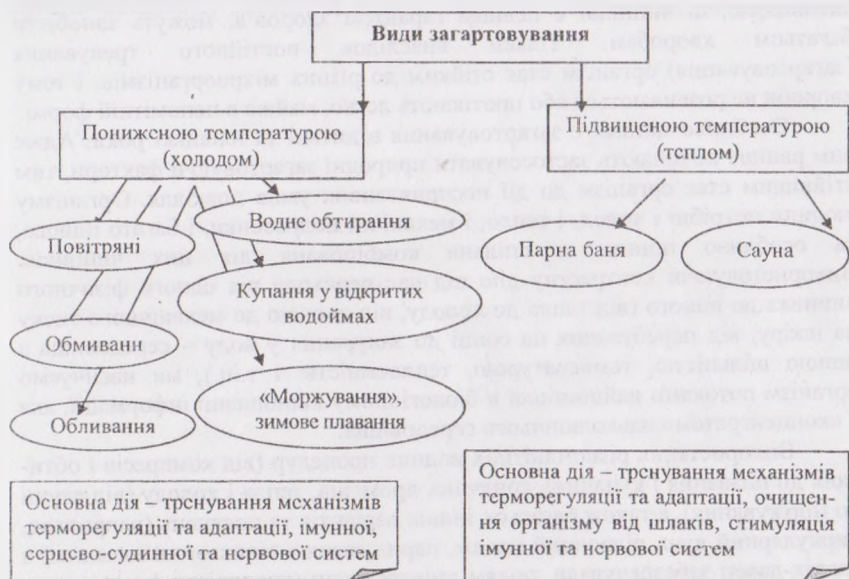 Види загартовування
Пониженою температурою
(холодом)
Підвищеною температурою
(теплом)
Повітряні
Водне обтирання
Парна баня
Сауна
Купання у відкритих
водоймах
Обмиванн
«Моржування»,
зимове плавання
Обливання
Основна дія – тренування механізмів
терморегуляції та адаптації, імунної,
серцево-судинної та нервової систем
Основна дія – тренування механізмів
терморегуляції та адаптації, очищен-
ня організму від шлаків, стимуляція
імунної та нервової систем